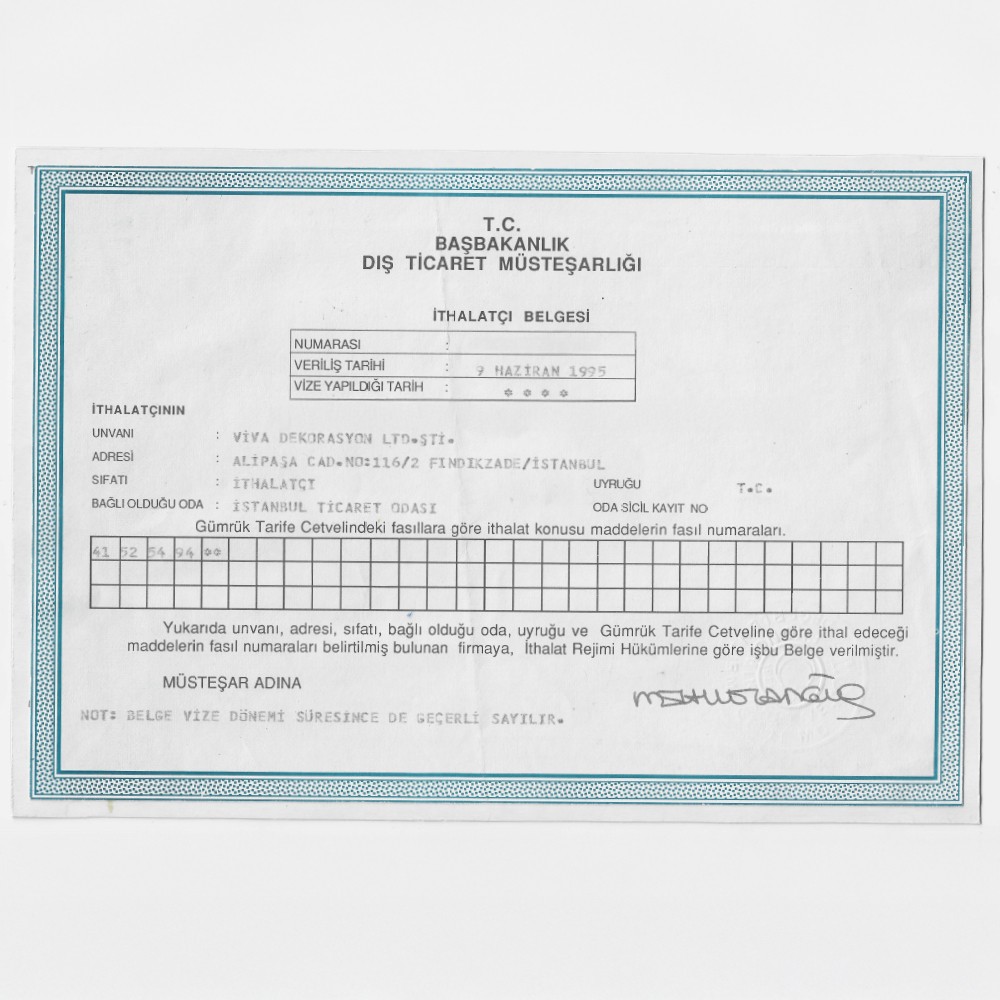 T.C.
BAŞBAKANLIK
DIŞ TİCARET MÜSTEŞARLIĞI
İTHALATÇI BELGESİ
NUMARASI :
VERİLİŞ TARİHİ : 9 HAZİRAN 1995
VİZE YAPILDIĞI TARİH : * * * *
İTHALATÇININ
UNVANI : VİVA DEKORASYON LTD.ŞTİ.
ADRESİ : ALİPAŞA CAD.NO:116/2 FINDIKZADE/İSTANBUL
SIFATI : İTHALATÇI UYRUĞU T.C.
BAĞLI OLDUĞU ODA : İSTANBUL TİCARET ODASI ODA SİCİL KAYIT NO
Gümrük Tarife Cetvelindeki fasıllara göre ithalat konusu maddelerin fasıl numaraları.
41 52 54 94 **
Yukarıda unvanı, adresi, sıfatı, bağlı olduğu oda, uyruğu ve Gümrük Tarife Cetveline göre ithal edeceği
maddelerin fasıl numaraları belirtilmiş bulunan firmaya, İthalat Rejimi Hükümlerine göre işbu Belge verilmiştir.
MÜSTEŞAR ADINA
NOT: BELGE VİZE DÖNEMİ SÜRESİNCE DE GEÇERLİ SAYILIR.